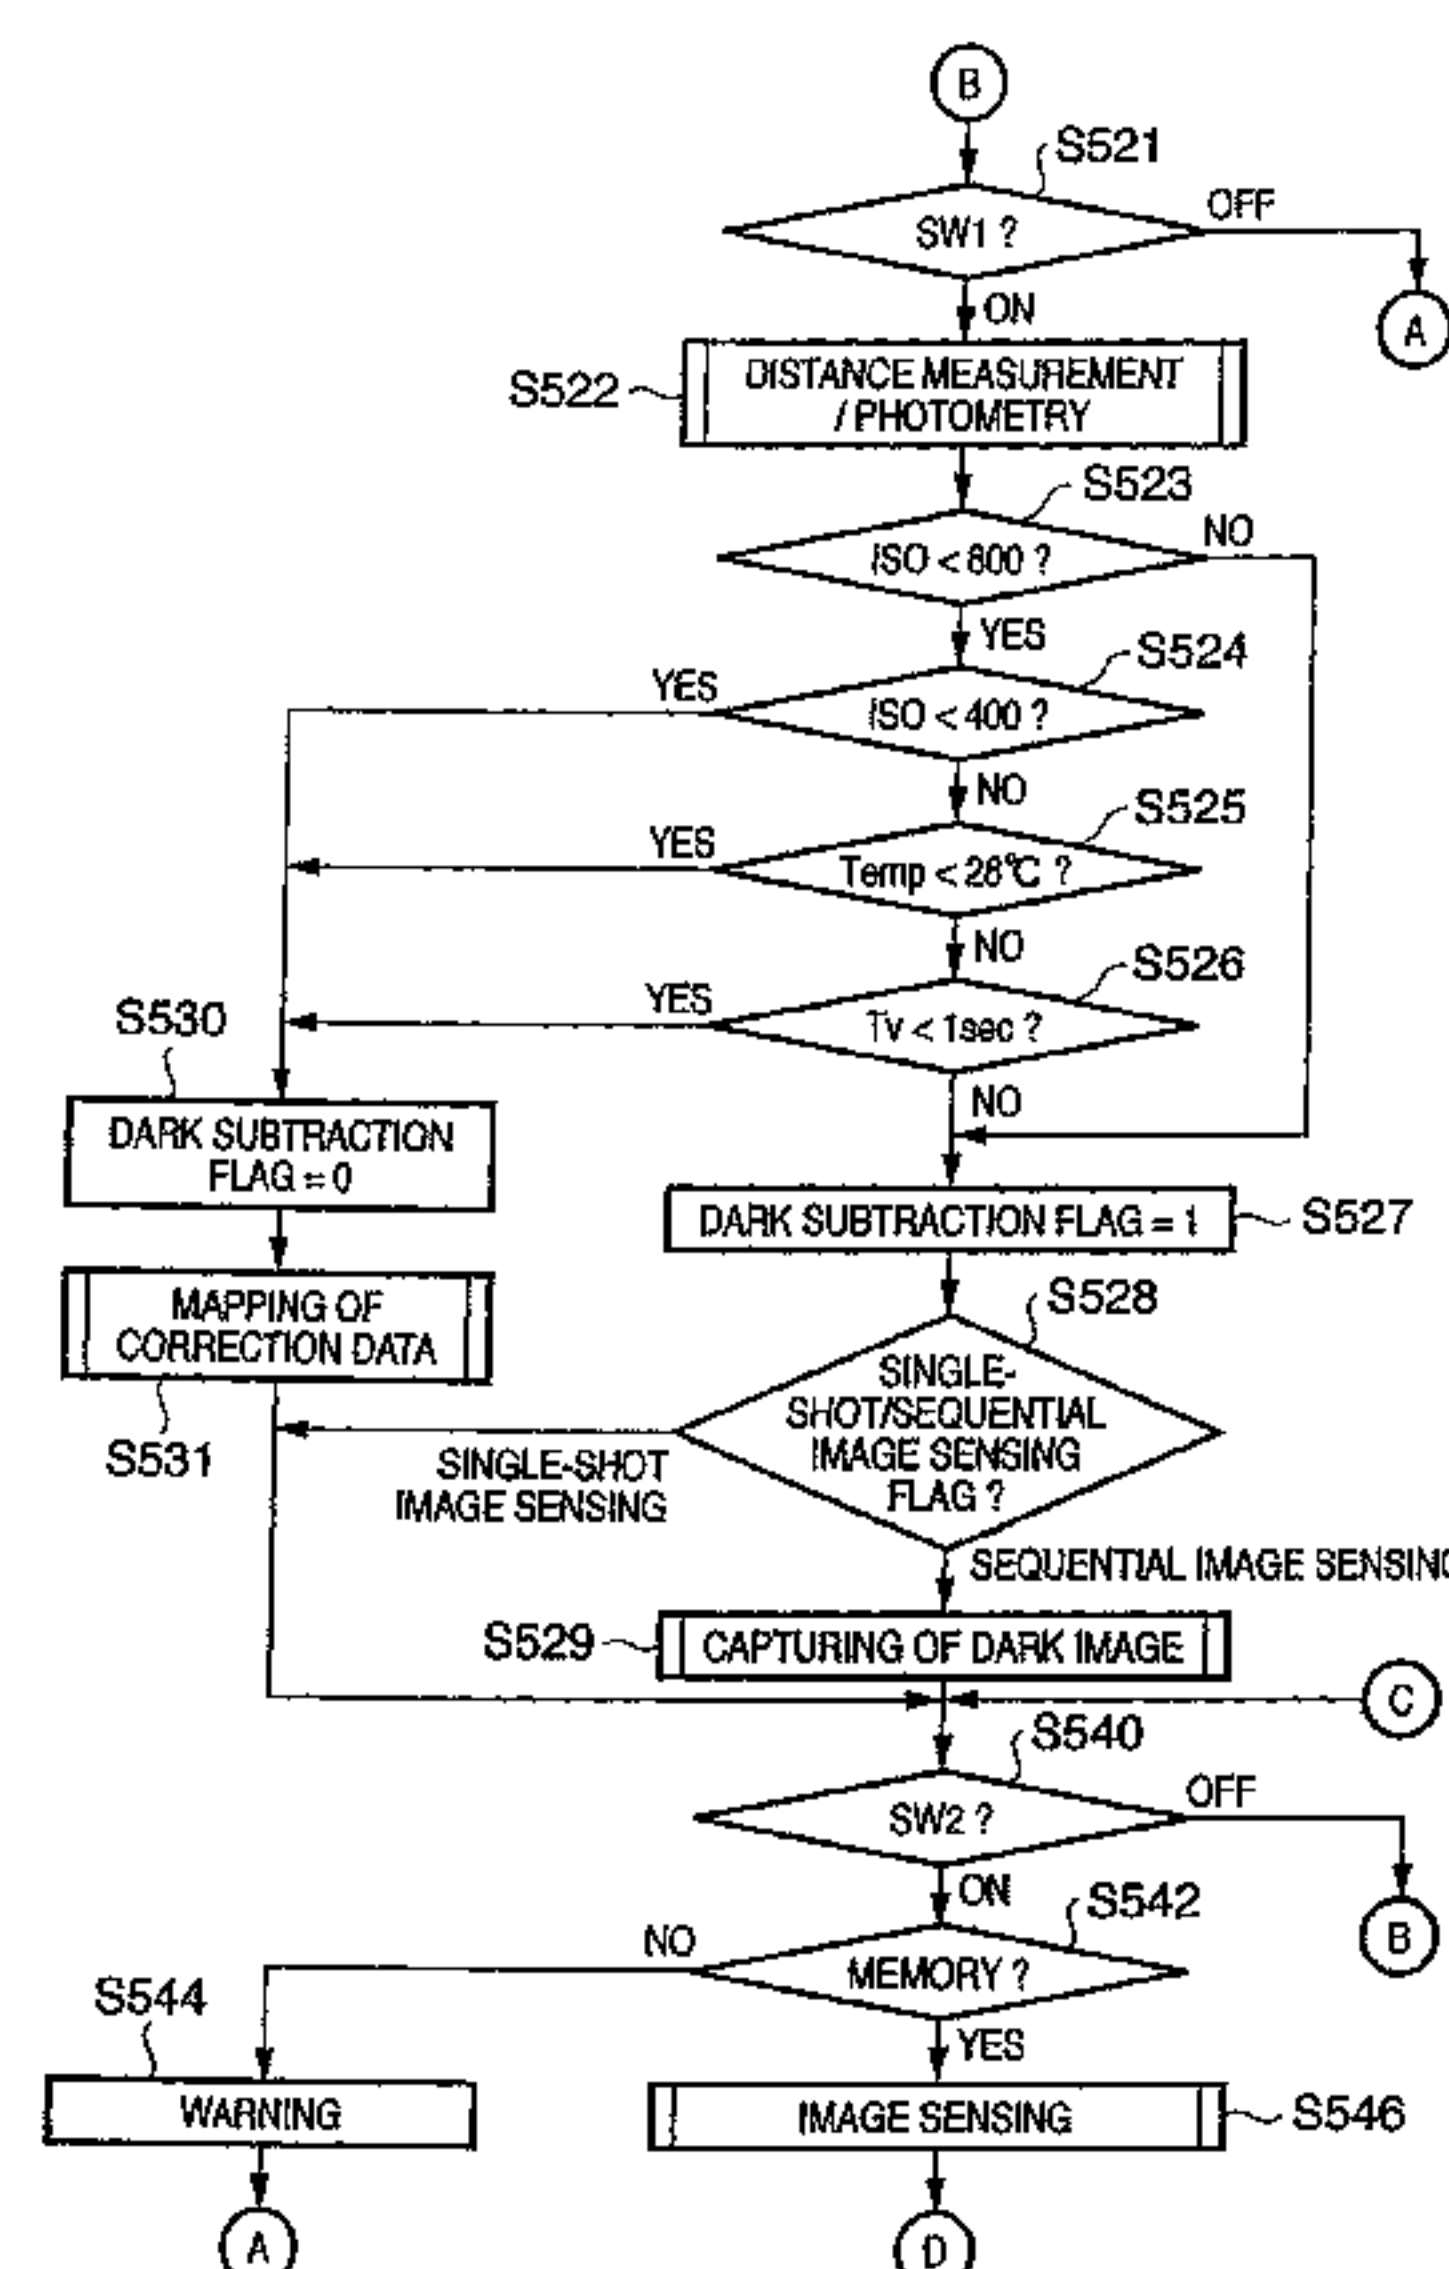 B
S521
SW1 ?
OFF
ON
A
S522
DISTANCE MEASUREMENT
/ PHOTOMETRY
S523
ISO < 800 ?
NO
YES
S524
YES
ISO < 400 ?
NO
S525
YES
Temp < 28°C ?
NO
S526
YES
Tv < 1sec ?
NO
S530
DARK SUBTRACTION
FLAG = 0
DARK SUBTRACTION FLAG = 1
S527
MAPPING OF
CORRECTION DATA
S531
S528
SINGLE-
SHOT/SEQUENTIAL
IMAGE SENSING
FLAG ?
SINGLE-SHOT
IMAGE SENSING
SEQUENTIAL IMAGE SENSING
S529
CAPTURING OF DARK IMAGE
C
S540
SW2 ?
OFF
ON
B
S542
NO
MEMORY ?
YES
S544
WARNING
IMAGE SENSING
S546
A
D